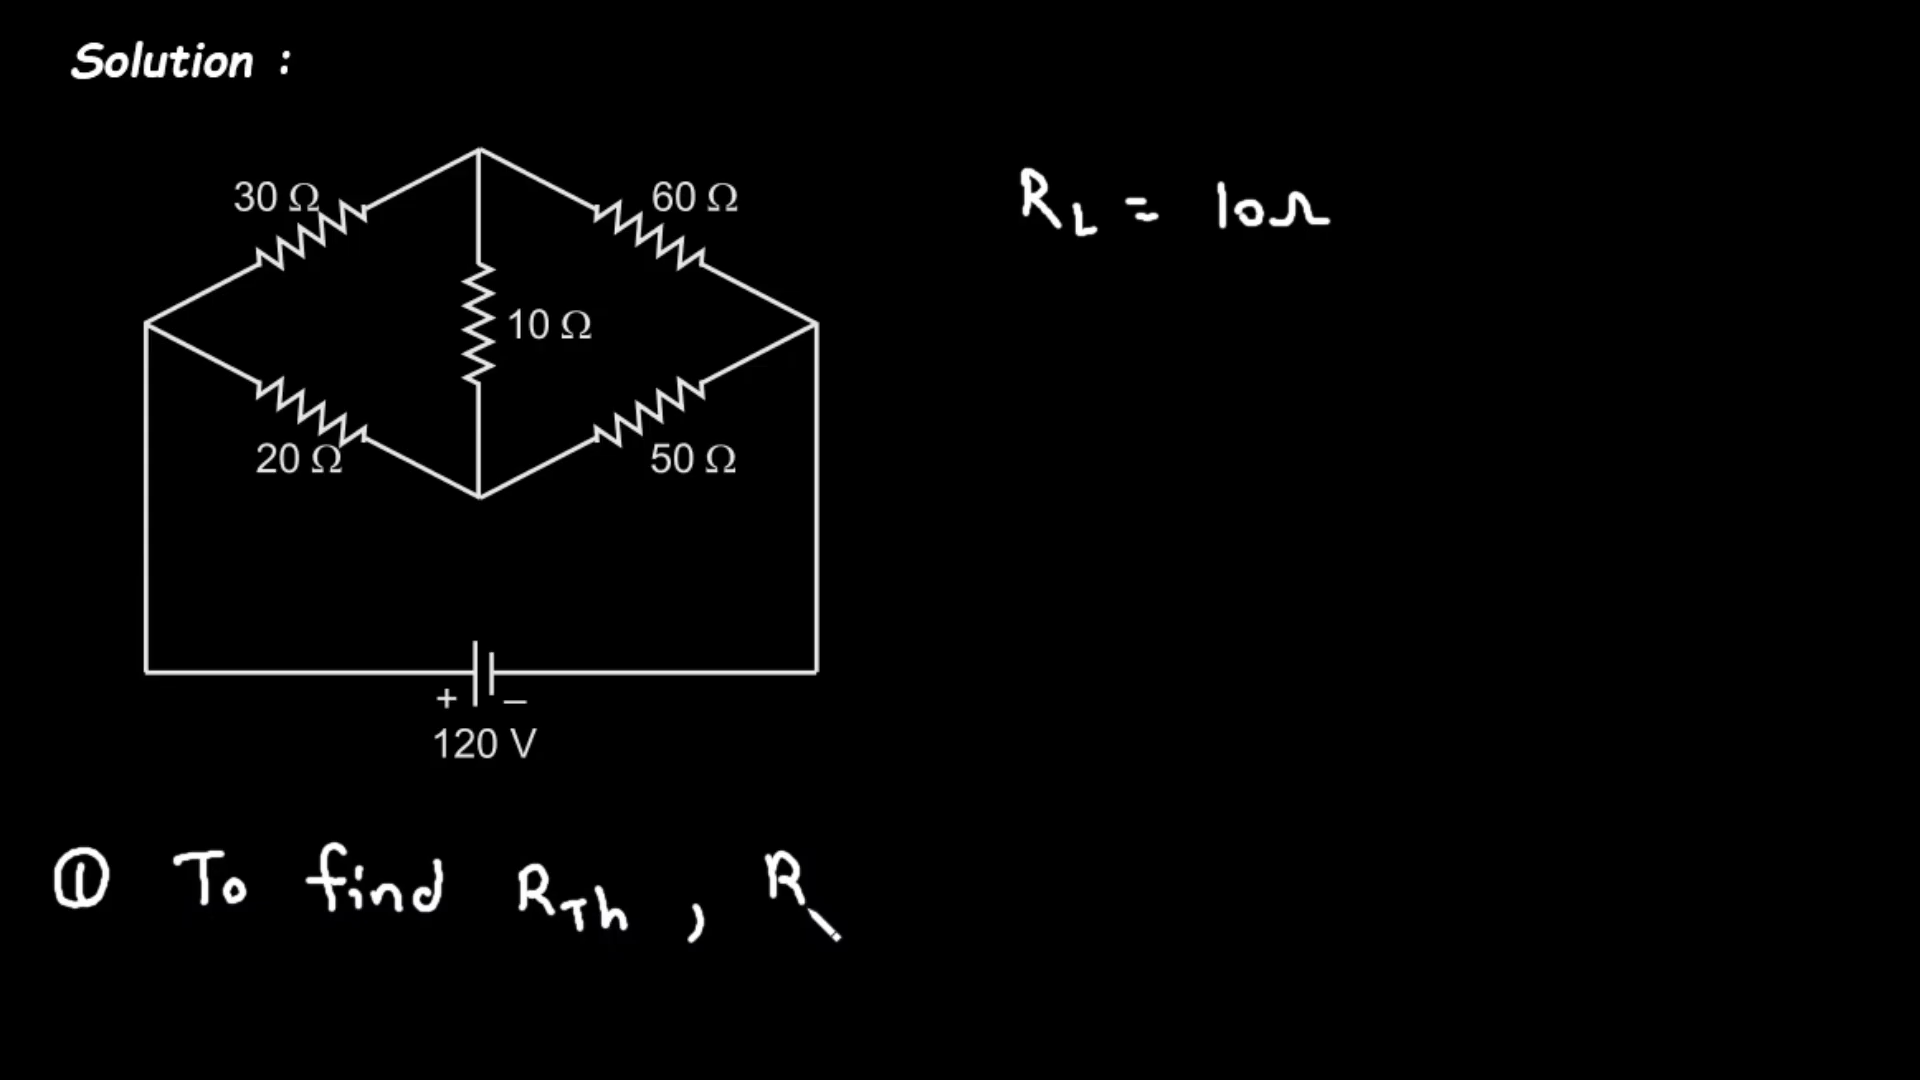 Solution :
30 Ω
60 Ω
R_L = 10Ω
10 Ω
20 Ω
50 Ω
+ −
120 V
① To find R_Th , R